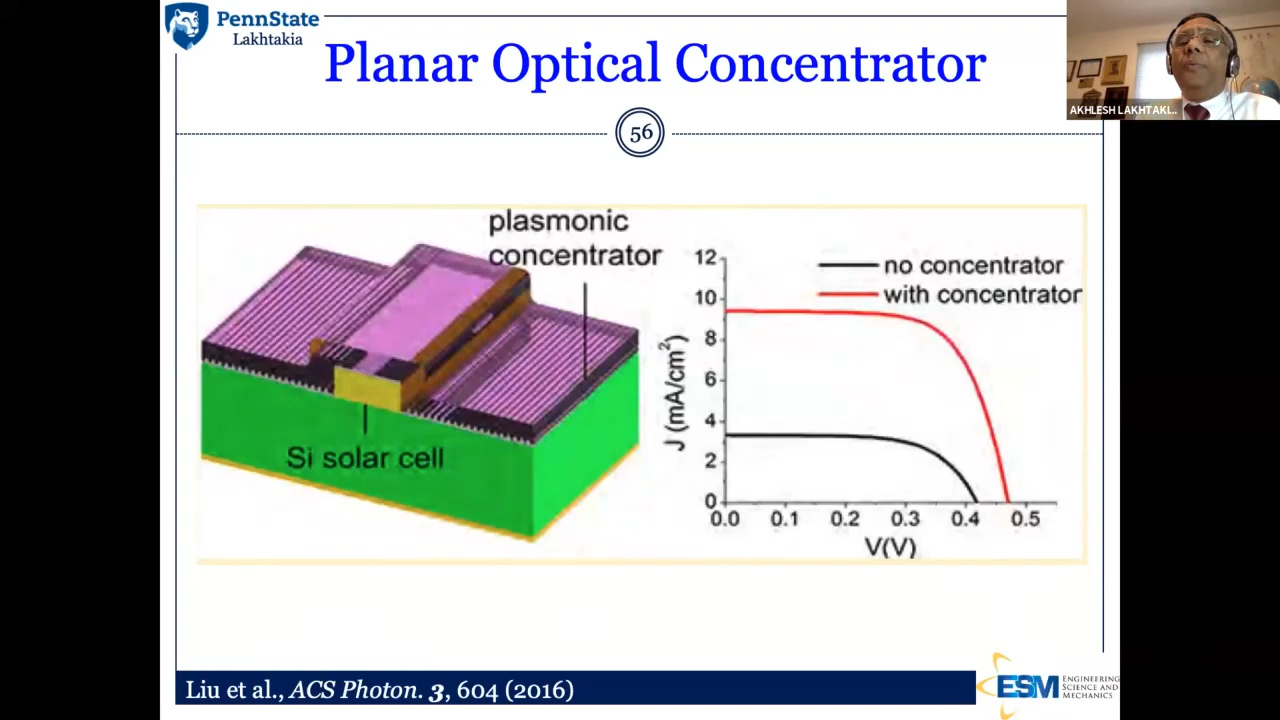 PennState
Lakhtakia
Planar Optical Concentrator
AKHLESH LAKHTAKI...
56
plasmonic
concentrator
Si solar cell
no concentrator
with concentrator
J (mA/cm²)
12
10
8
6
4
2
0
0.0 0.1 0.2 0.3 0.4 0.5
V(V)
Liu et al., ACS Photon. 3, 604 (2016)
ESM
ENGINEERING
SCIENCE AND
MECHANICS